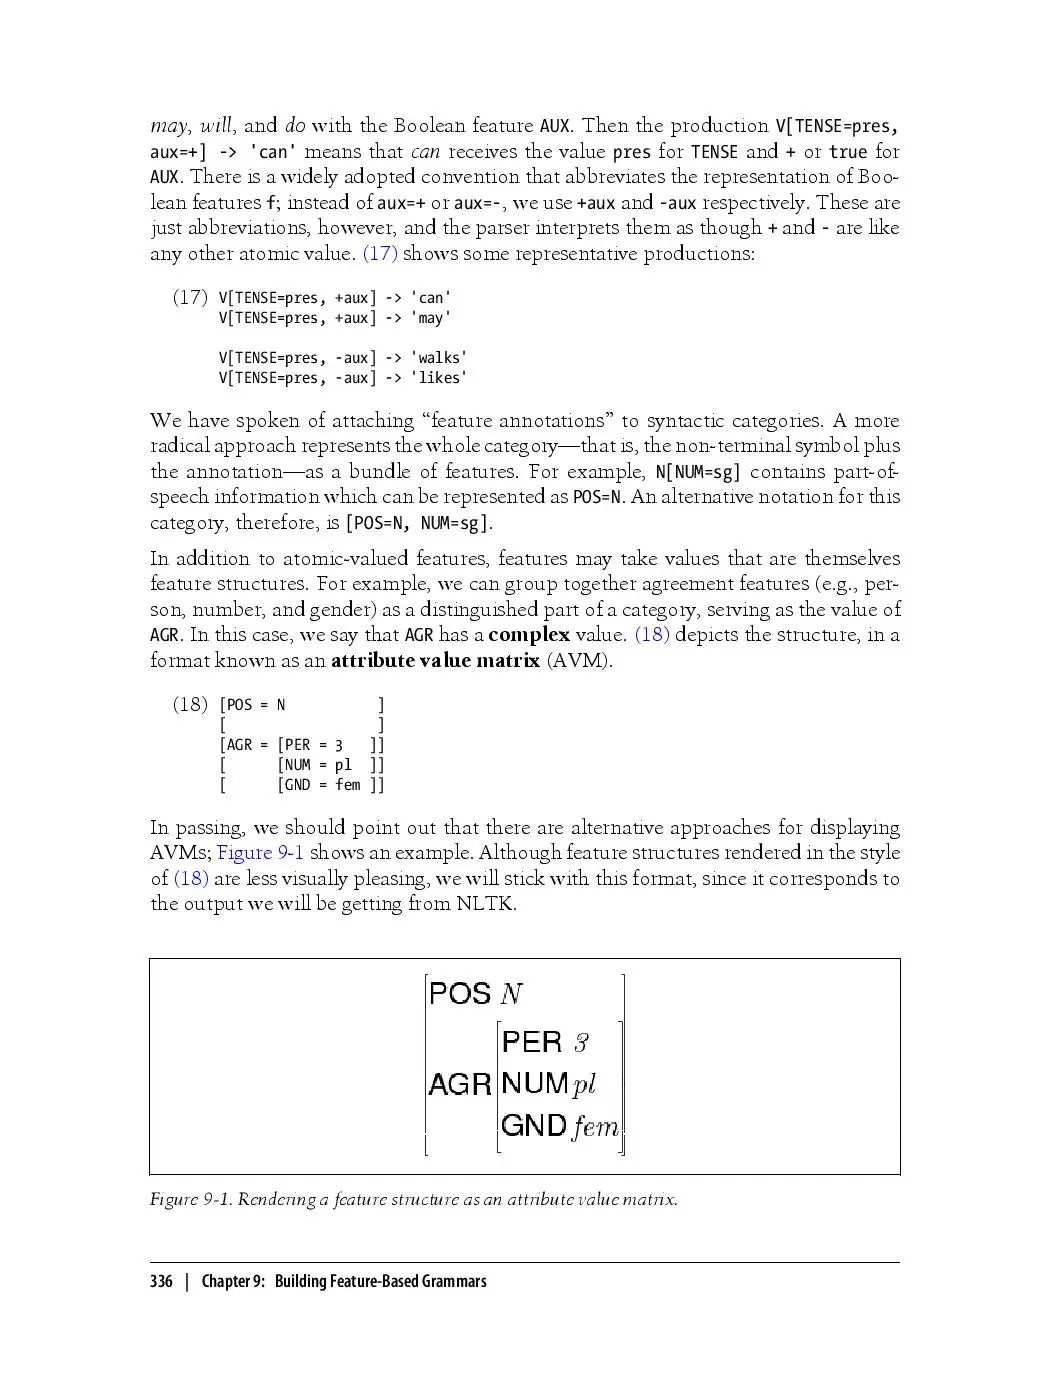 may, will, and do with the Boolean feature AUX. Then the production V[TENSE=pres,
aux=+] -> 'can' means that can receives the value pres for TENSE and + or true for
AUX. There is a widely adopted convention that abbreviates the representation of Boo-
lean features f; instead of aux=+ or aux=-, we use +aux and -aux respectively. These are
just abbreviations, however, and the parser interprets them as though + and - are like
any other atomic value. (17) shows some representative productions:
(17) V[TENSE=pres, +aux] -> 'can'
V[TENSE=pres, +aux] -> 'may'
V[TENSE=pres, -aux] -> 'walks'
V[TENSE=pres, -aux] -> 'likes'
We have spoken of attaching “feature annotations” to syntactic categories. A more
radical approach represents the whole category—that is, the non-terminal symbol plus
the annotation—as a bundle of features. For example, N[NUM=sg] contains part-of-
speech information which can be represented as POS=N. An alternative notation for this
category, therefore, is [POS=N, NUM=sg].
In addition to atomic-valued features, features may take values that are themselves
feature structures. For example, we can group together agreement features (e.g., per-
son, number, and gender) as a distinguished part of a category, serving as the value of
AGR. In this case, we say that AGR has a complex value. (18) depicts the structure, in a
format known as an attribute value matrix (AVM).
(18) [POS = N           ]
[                  ]
[AGR = [PER = 3   ]]
[      [NUM = pl  ]]
[      [GND = fem ]]
In passing, we should point out that there are alternative approaches for displaying
AVMs; Figure 9-1 shows an example. Although feature structures rendered in the style
of (18) are less visually pleasing, we will stick with this format, since it corresponds to
the output we will be getting from NLTK.
POS N
PER 3
AGR NUM pl
GND fem
Figure 9-1. Rendering a feature structure as an attribute value matrix.
336 | Chapter 9: Building Feature-Based Grammars